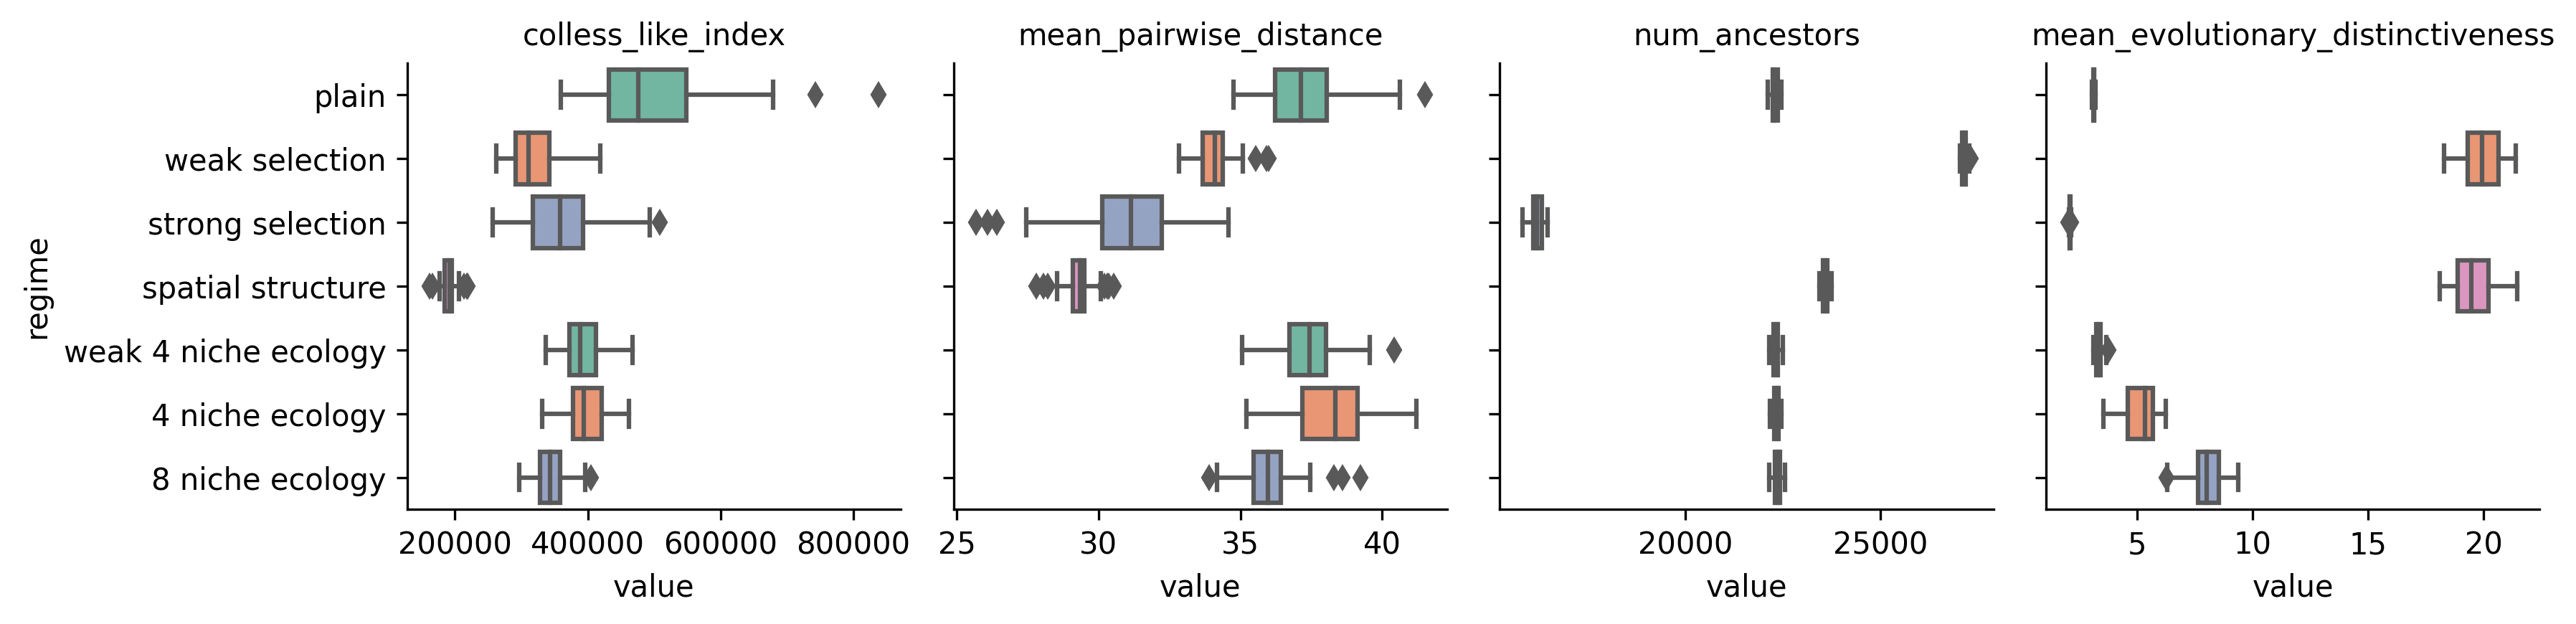 colless_like_index
mean_pairwise_distance
num_ancestors
mean_evolutionary_distinctiveness
regime
plain
weak selection
strong selection
spatial structure
weak 4 niche ecology
4 niche ecology
8 niche ecology
200000 400000 600000 800000
25 30 35 40
20000 25000
5 10 15 20
value
value
value
value